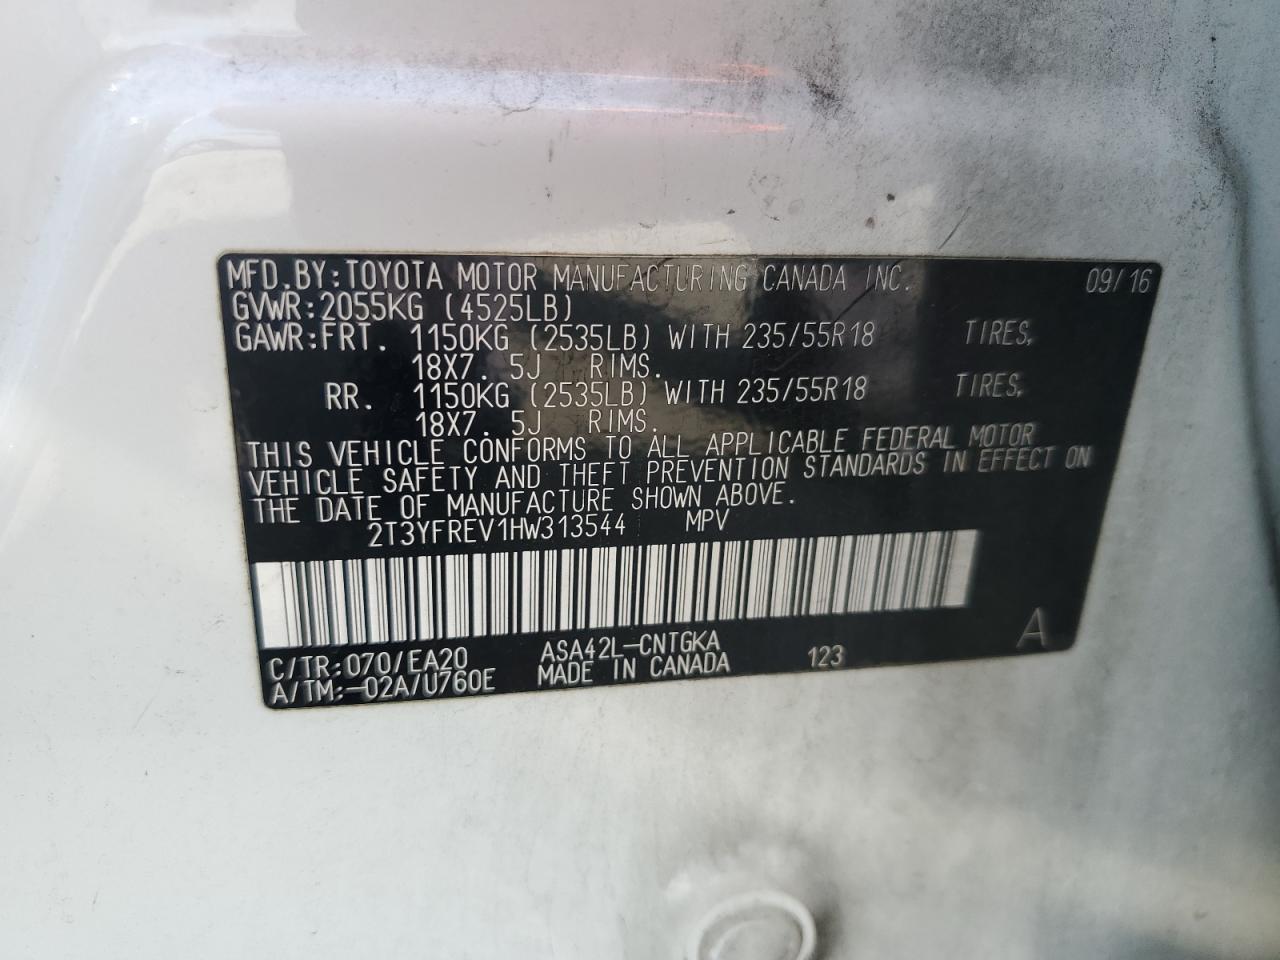 MFD.BY:TOYOTA MOTOR MANUFACTURING CANADA INC. 09/16
GVWR:2055KG (4525LB)
GAWR:FRT. 1150KG (2535LB) WITH 235/55R18 TIRES,
18X7. 5J RIMS.
RR. 1150KG (2535LB) WITH 235/55R18 TIRES,
18X7. 5J RIMS.
THIS VEHICLE CONFORMS TO ALL APPLICABLE FEDERAL MOTOR
VEHICLE SAFETY AND THEFT PREVENTION STANDARDS IN EFFECT ON
THE DATE OF MANUFACTURE SHOWN ABOVE.
2T3YFREV1HW313544 MPV
C/TR:070/EA20 ASA42L-CNTGKA 123 A
A/TM:-02A/U760E MADE IN CANADA